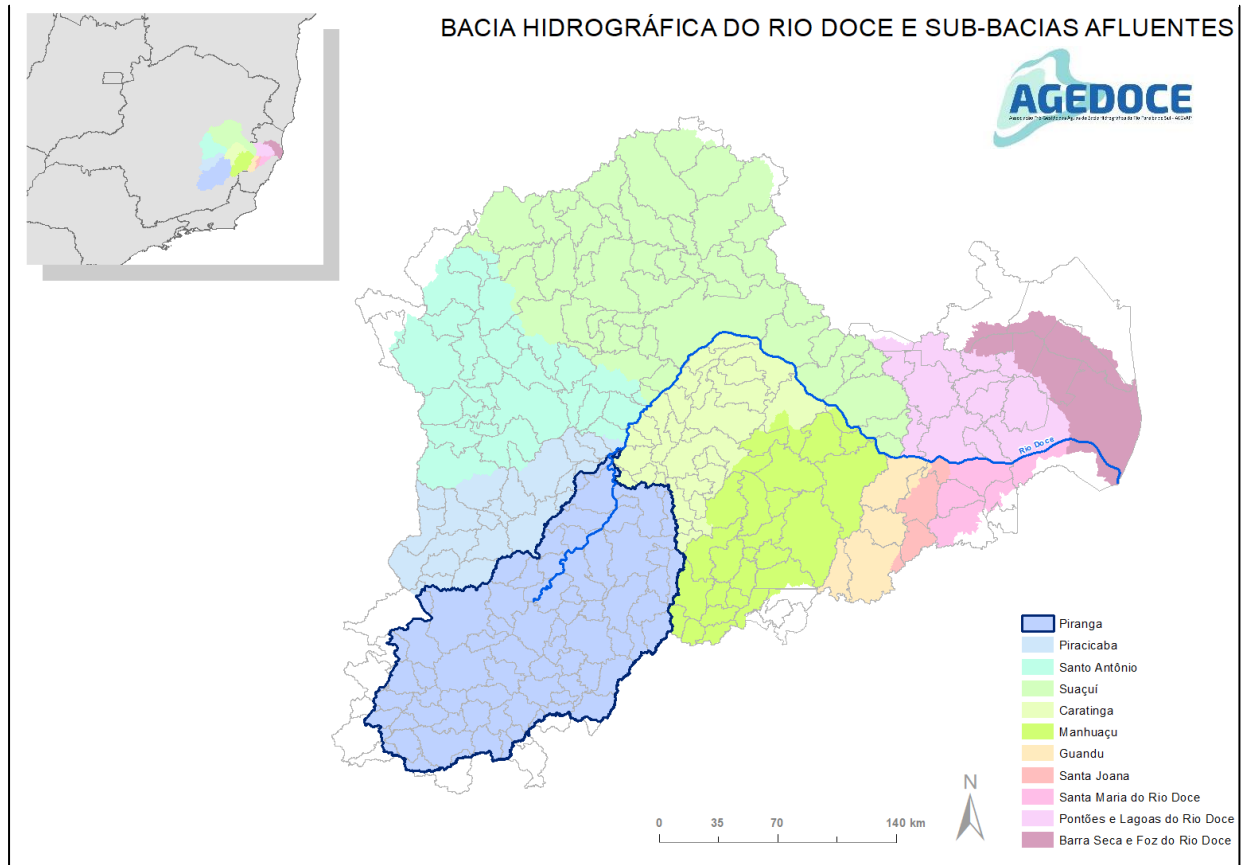 BACIA HIDROGRÁFICA DO RIO DOCE E SUB-BACIAS AFLUENTES
AGEDOCE
Rio Doce
Piranga
Piracicaba
Santo Antônio
Suaçuí
Caratinga
Manhuaçu
Guandu
Santa Joana
Santa Maria do Rio Doce
Pontões e Lagoas do Rio Doce
Barra Seca e Foz do Rio Doce
N
0 35 70 140 km